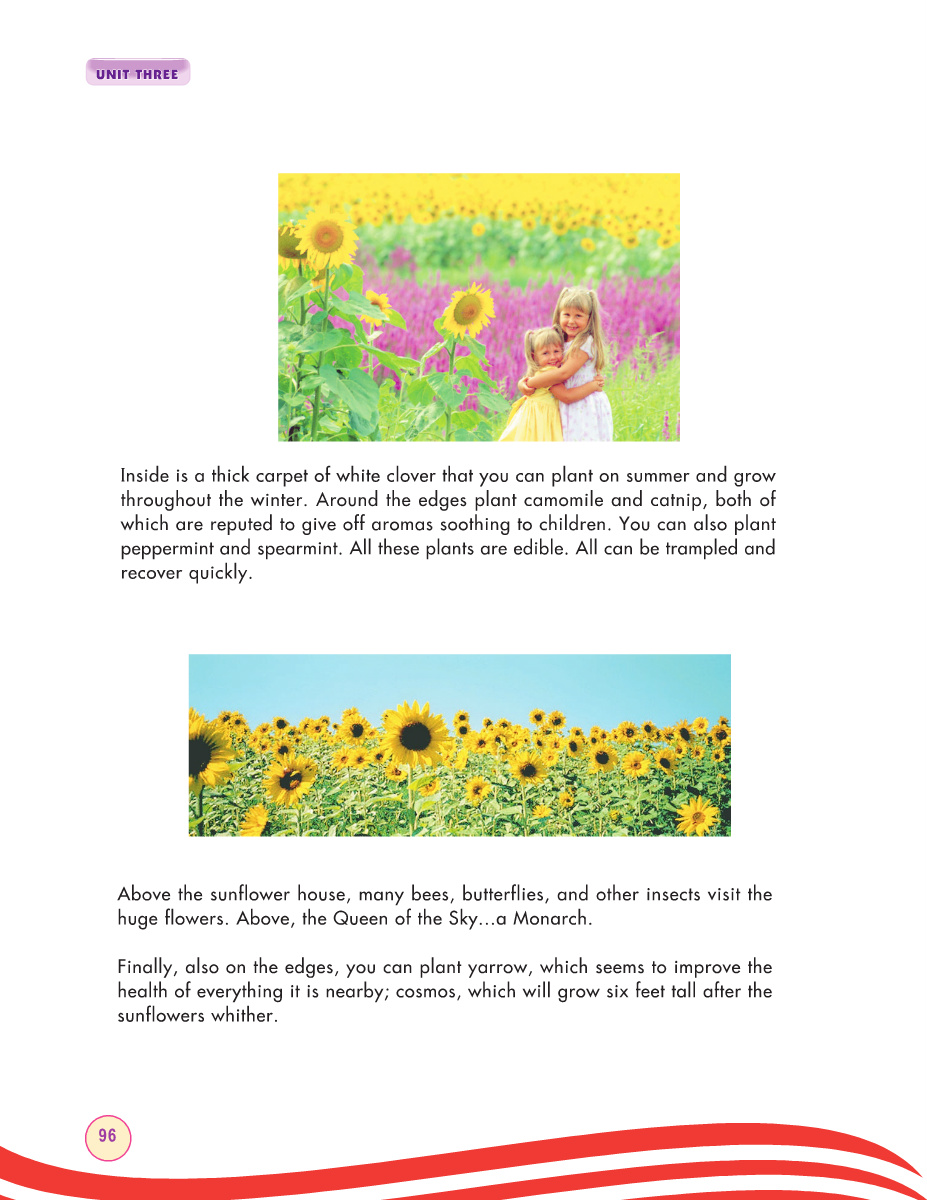 UNIT THREE
Inside is a thick carpet of white clover that you can plant on summer and grow
throughout the winter. Around the edges plant camomile and catnip, both of
which are reputed to give off aromas soothing to children. You can also plant
peppermint and spearmint. All these plants are edible. All can be trampled and
recover quickly.
Above the sunflower house, many bees, butterflies, and other insects visit the
huge flowers. Above, the Queen of the Sky...a Monarch.
Finally, also on the edges, you can plant yarrow, which seems to improve the
health of everything it is nearby; cosmos, which will grow six feet tall after the
sunflowers whither.
96